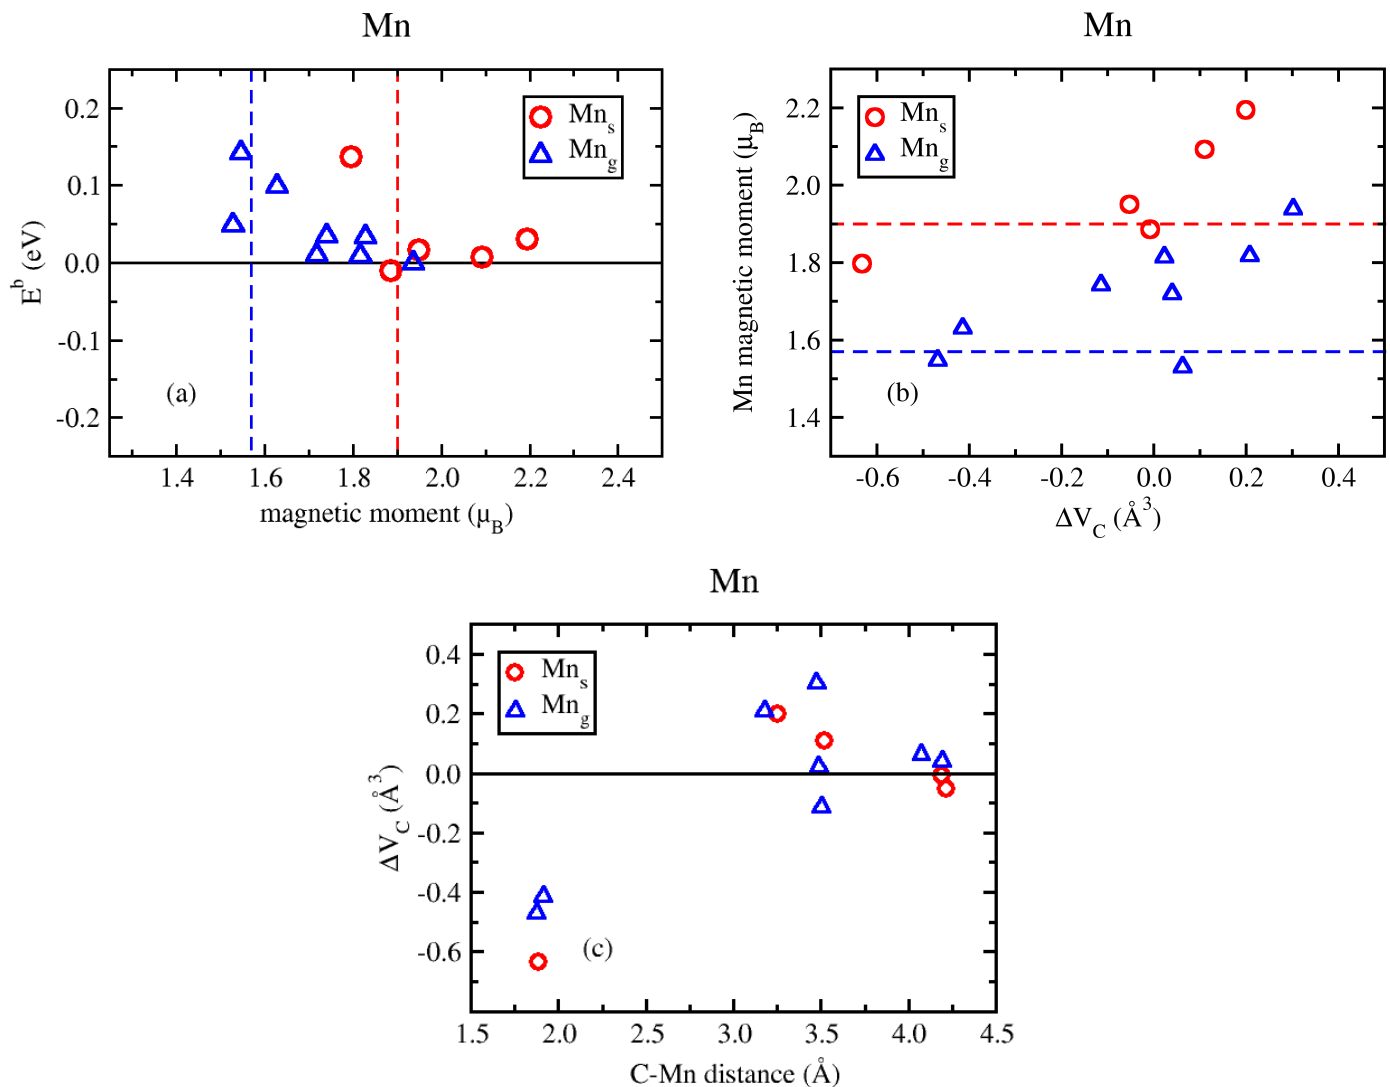 Mn
Mn_s
Mn_g
0.2
0.1
0.0
-0.1
-0.2
E^b (eV)
(a)
1.4 1.6 1.8 2.0 2.2 2.4
magnetic moment (μ_B)
Mn
Mn_s
Mn_g
2.2
2.0
1.8
1.6
1.4
Mn magnetic moment (μ_B)
(b)
-0.6 -0.4 -0.2 0.0 0.2 0.4
ΔV_C (Å^3)
Mn
Mn_s
Mn_g
0.4
0.2
0.0
-0.2
-0.4
-0.6
ΔV_C (Å^3)
(c)
1.5 2.0 2.5 3.0 3.5 4.0 4.5
C-Mn distance (Å)